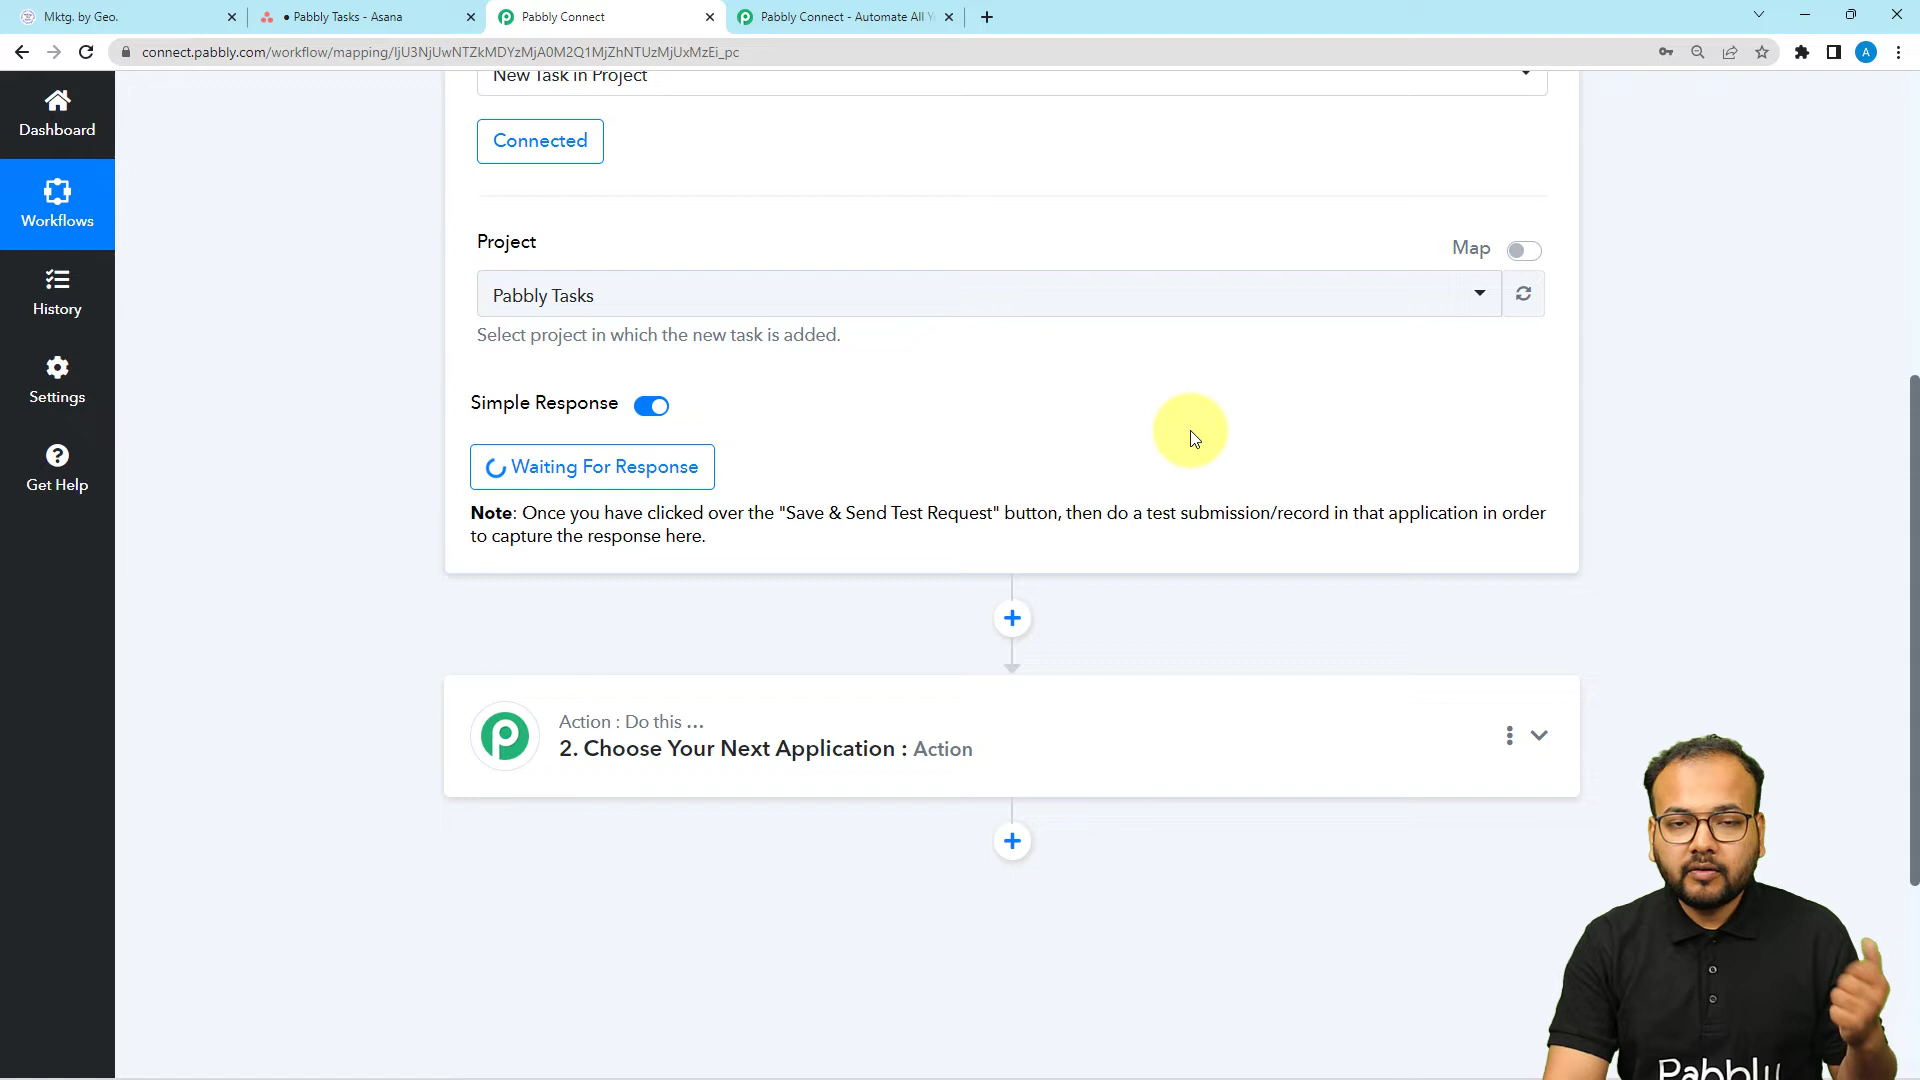 Mktg. by Geo.
• Pabbly Tasks - Asana
Pabbly Connect
Pabbly Connect - Automate All Y
connect.pabbly.com/workflow/mapping/IjU3NjUwNTZkMDYzMjA0M2Q1MjZhNTUzMjUxMzEi_pc
A
New Task in Project
Dashboard
Connected
Workflows
Project
Map
Pabbly Tasks
History
Select project in which the new task is added.
Settings
Simple Response
Waiting For Response
Get Help
Note: Once you have clicked over the "Save & Send Test Request" button, then do a test submission/record in that application in order
to capture the response here.
Action : Do this ...
2. Choose Your Next Application : Action
Pabbly